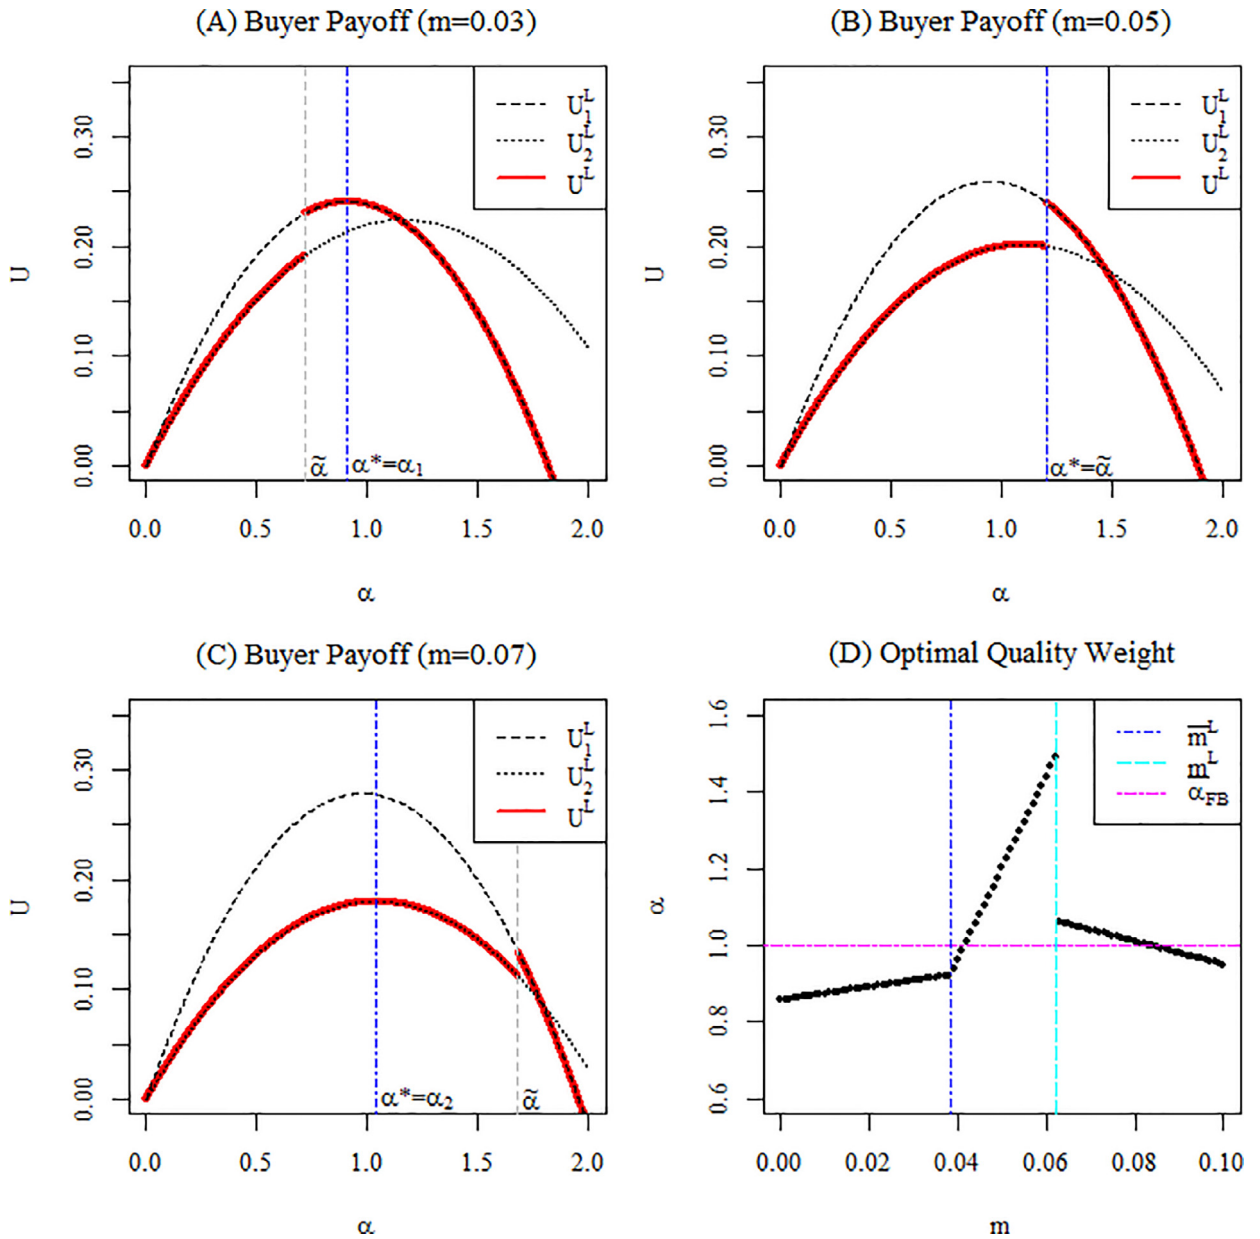 (A) Buyer Payoff (m=0.03)
U
0.00
0.10
0.20
0.30
U₁ᴸ
U₂ᴸ
Uᴸ
α̃
α*=α₁
0.0 0.5 1.0 1.5 2.0
α
(B) Buyer Payoff (m=0.05)
U
0.00
0.10
0.20
0.30
U₁ᴸ
U₂ᴸ
Uᴸ
α*=α̃
0.0 0.5 1.0 1.5 2.0
α
(C) Buyer Payoff (m=0.07)
U
0.00
0.10
0.20
0.30
U₁ᴸ
U₂ᴸ
Uᴸ
α*=α₂
α̃
0.0 0.5 1.0 1.5 2.0
α
(D) Optimal Quality Weight
α
0.6
0.8
1.0
1.2
1.4
1.6
m̅ᴸ
mᴸ
α_FB
0.00 0.02 0.04 0.06 0.08 0.10
m